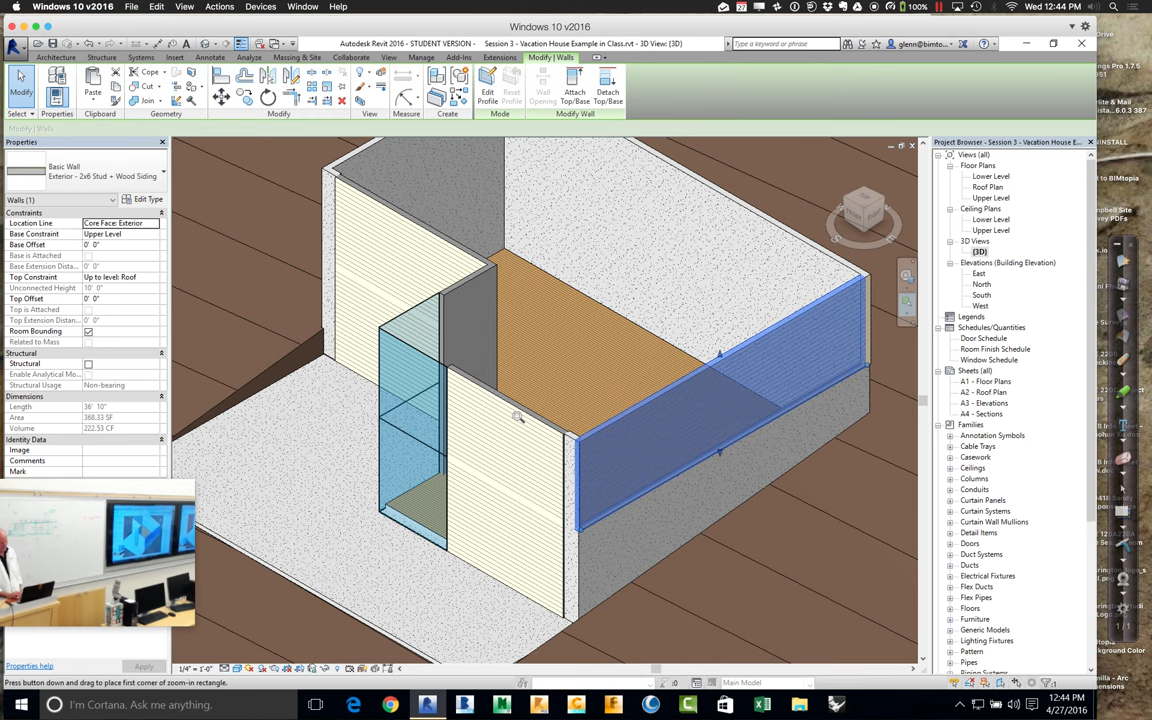 Windows 10 v2016 File Edit View Actions Devices Window Help 100% Wed 12:44 PM
Windows 10 v2016
Autodesk Revit 2016 - STUDENT VERSION - Session 3 - Vacation House Example in Class.rvt - 3D View: {3D} Type a keyword or phrase glenn@bimto...
Architecture Structure Systems Insert Annotate Analyze Massing & Site Collaborate View Manage Add-Ins Extensions Modify | Walls
Modify Paste Cope Cut Join Edit Profile Reset Profile Wall Opening Attach Top/Base Detach Top/Base
Select Properties Clipboard Geometry Modify View Measure Create Mode Modify Wall
Modify | Walls
Properties
Basic Wall
Exterior - 2x6 Stud + Wood Siding
Walls (1) Edit Type
Constraints
Location Line Core Face: Exterior
Base Constraint Upper Level
Base Offset 0' 0"
Base is Attached
Base Extension Dista...
Top Constraint Up to level: Roof
Unconnected Height 10' 0"
Top Offset 0' 0"
Top is Attached
Top Extension Distan...
Room Bounding
Related to Mass
Structural
Structural
Enable Analytical Mo...
Structural Usage Non-bearing
Dimensions
Length 36' 10"
Area 368.33 SF
Volume 222.53 CF
Identity Data
Image
Comments
Mark
Properties help Apply
Project Browser - Session 3 - Vacation House E...
Views (all)
Floor Plans
Lower Level
Roof Plan
Upper Level
Ceiling Plans
Lower Level
Upper Level
3D Views
{3D}
Elevations (Building Elevation)
East
North
South
West
Legends
Schedules/Quantities
Door Schedule
Room Finish Schedule
Window Schedule
Sheets (all)
A1 - Floor Plans
A2 - Roof Plan
A3 - Elevations
A4 - Sections
Families
Annotation Symbols
Cable Trays
Casework
Ceilings
Columns
Conduits
Curtain Panels
Curtain Systems
Curtain Wall Mullions
Detail Items
Doors
Duct Systems
Ducts
Electrical Fixtures
Flex Ducts
Flex Pipes
Floors
Furniture
Generic Models
Lighting Fixtures
Pattern
Pipes
1/4" = 1'-0"
Press button down and drag to place first corner of zoom-in rectangle. :0 Main Model :1
I'm Cortana. Ask me anything. 12:44 PM
4/27/2016
1/1